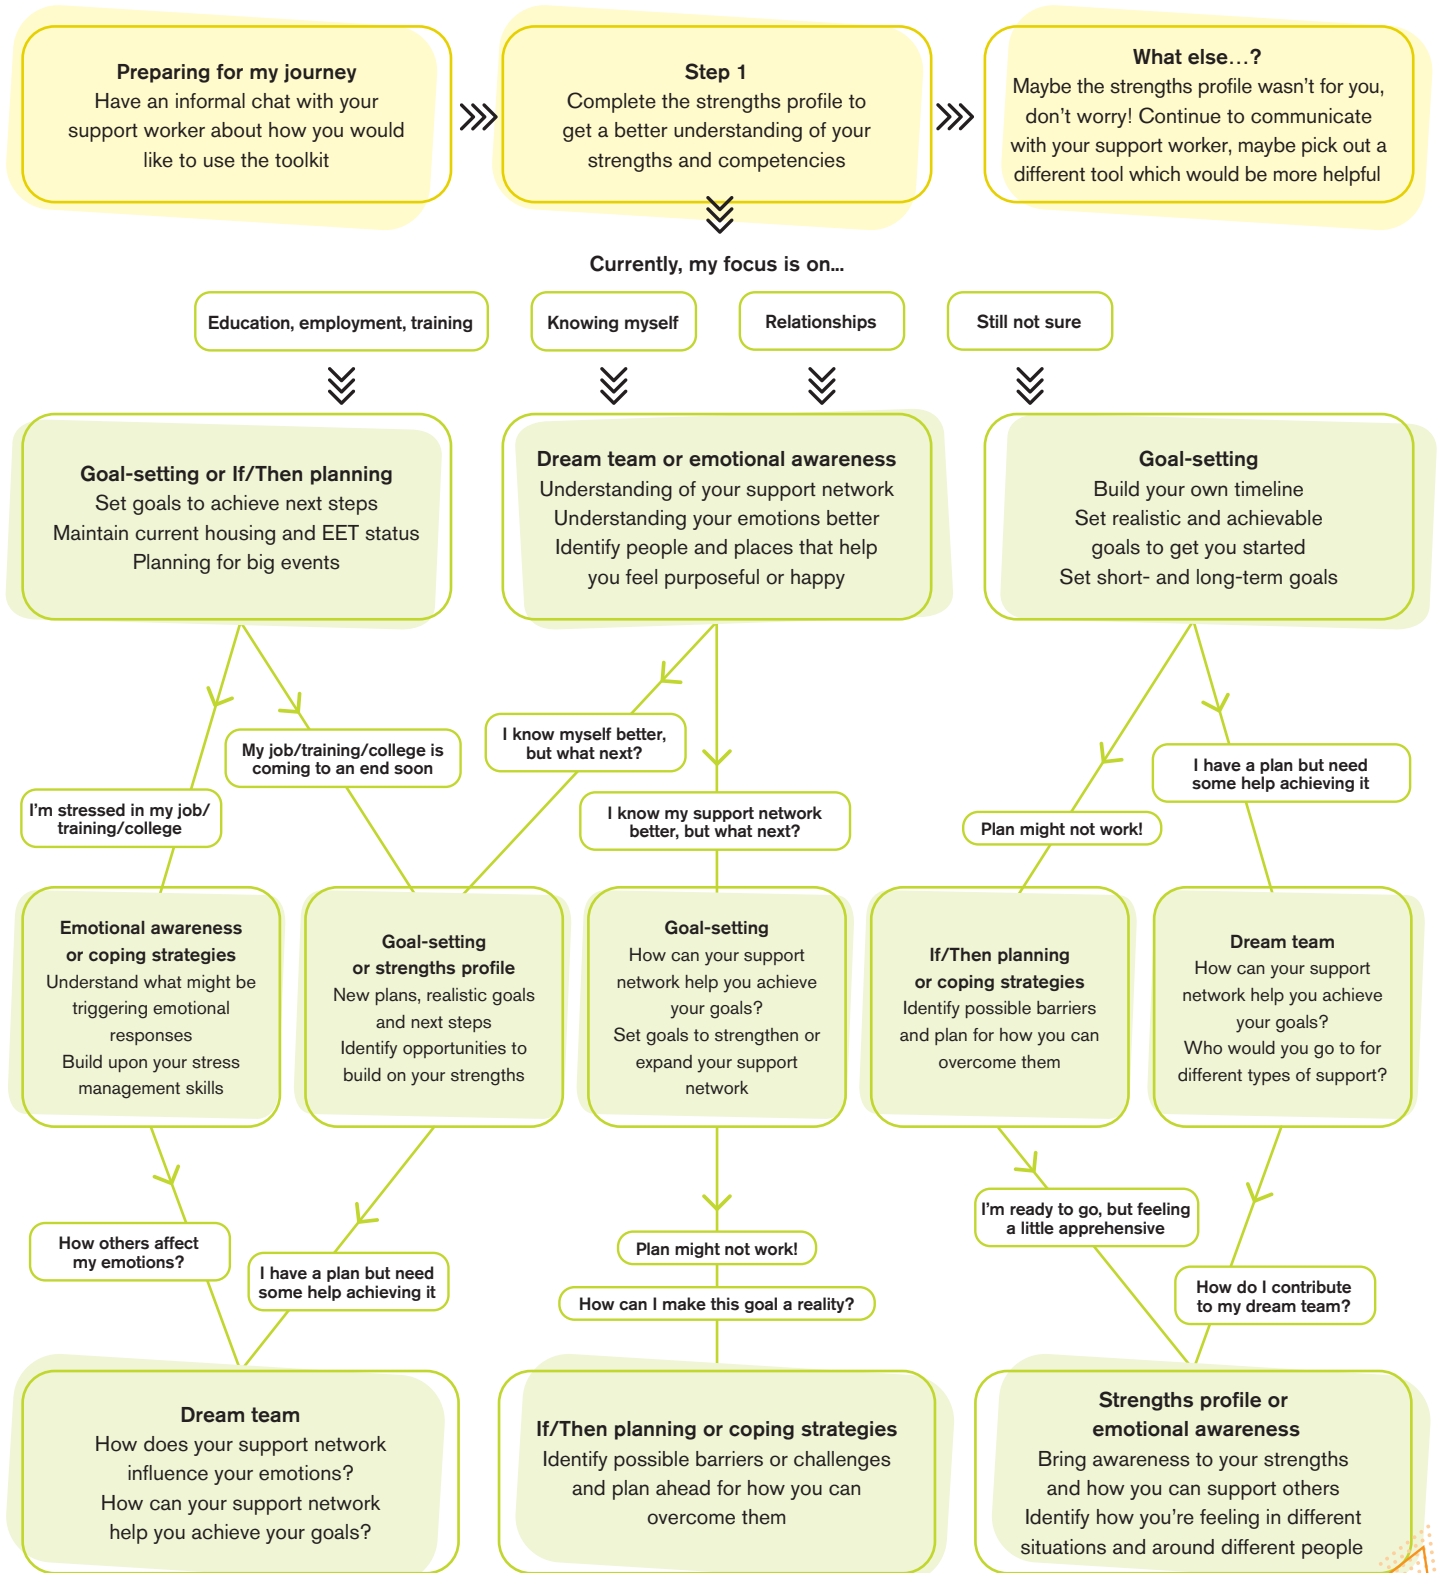 Preparing for my journey
Have an informal chat with your
support worker about how you would
like to use the toolkit
Step 1
Complete the strengths profile to
get a better understanding of your
strengths and competencies
What else...?
Maybe the strengths profile wasn't for you,
don't worry! Continue to communicate
with your support worker, maybe pick out a
different tool which would be more helpful
Currently, my focus is on...
Education, employment, training
Knowing myself
Relationships
Still not sure
Goal-setting or If/Then planning
Set goals to achieve next steps
Maintain current housing and EET status
Planning for big events
Dream team or emotional awareness
Understanding of your support network
Understanding your emotions better
Identify people and places that help
you feel purposeful or happy
Goal-setting
Build your own timeline
Set realistic and achievable
goals to get you started
Set short- and long-term goals
I'm stressed in my job/
training/college
My job/training/college is
coming to an end soon
I know myself better,
but what next?
I know my support network
better, but what next?
Plan might not work!
I have a plan but need
some help achieving it
Emotional awareness
or coping strategies
Understand what might be
triggering emotional
responses
Build upon your stress
management skills
Goal-setting
or strengths profile
New plans, realistic goals
and next steps
Identify opportunities to
build on your strengths
Goal-setting
How can your support
network help you achieve
your goals?
Set goals to strengthen or
expand your support
network
If/Then planning
or coping strategies
Identify possible barriers
and plan for how you can
overcome them
Dream team
How can your support
network help you achieve
your goals?
Who would you go to for
different types of support?
How others affect
my emotions?
I have a plan but need
some help achieving it
Plan might not work!
How can I make this goal a reality?
I'm ready to go, but feeling
a little apprehensive
How do I contribute
to my dream team?
Dream team
How does your support network
influence your emotions?
How can your support network
help you achieve your goals?
If/Then planning or coping strategies
Identify possible barriers or challenges
and plan ahead for how you can
overcome them
Strengths profile or
emotional awareness
Bring awareness to your strengths
and how you can support others
Identify how you're feeling in different
situations and around different people